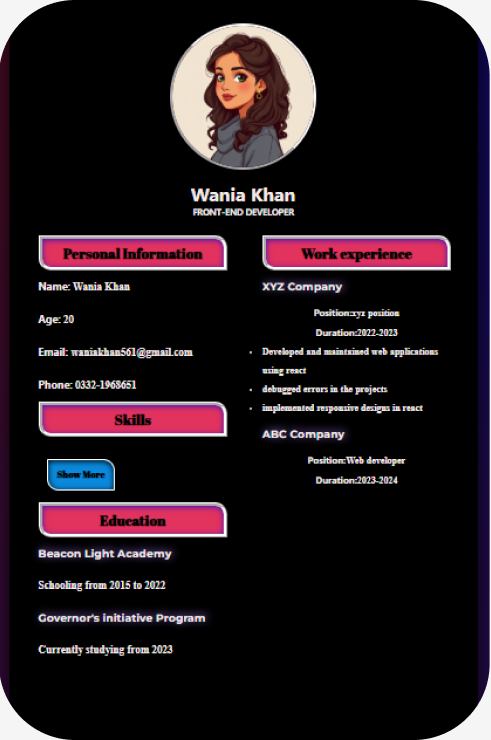 Wania Khan
FRONT-END DEVELOPER
Personal Information
Name: Wania Khan
Age: 20
Email: waniakhan561@gmail.com
Phone: 0332-1968651
Skills
Show More
Education
Beacon Light Academy
Schooling from 2015 to 2022
Governor's initiative Program
Currently studying from 2023
Work experience
XYZ Company
Position:xyz position
Duration:2022-2023
• Developed and maintained web applications
using react
• debugged errors in the projects
• implemented responsive designs in react
ABC Company
Position:Web developer
Duration:2023-2024